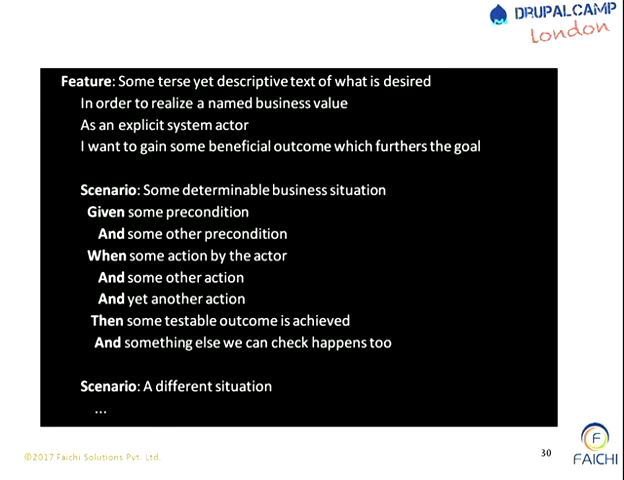 DRUPALCAMP
London
Feature: Some terse yet descriptive text of what is desired
In order to realize a named business value
As an explicit system actor
I want to gain some beneficial outcome which furthers the goal
Scenario: Some determinable business situation
Given some precondition
And some other precondition
When some action by the actor
And some other action
And yet another action
Then some testable outcome is achieved
And something else we can check happens too
Scenario: A different situation
...
©2017 Faichi Solutions Pvt. Ltd.
30
F
FAICHI